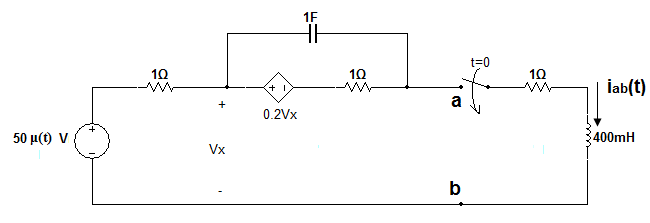 1F
t=0
1Ω
1Ω
1Ω
+ -
iab(t)
+
0.2Vx
a
50 µ(t) V
+
-
400mH
Vx
-
b